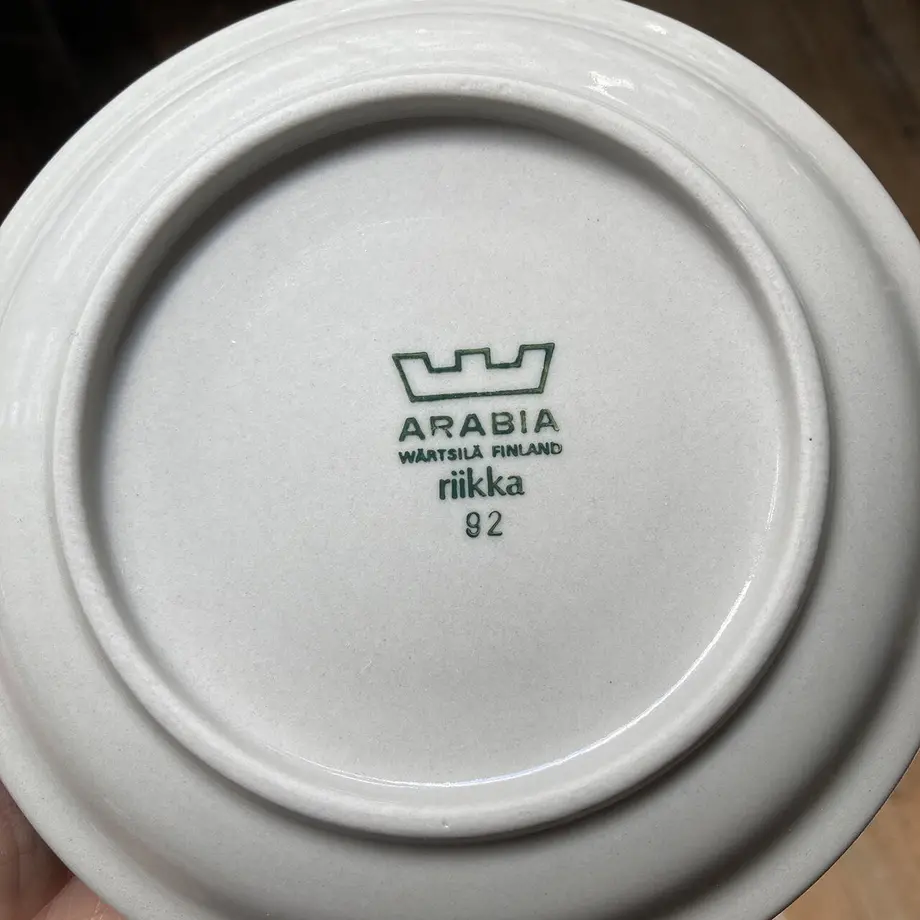 ARABIA
WÄRTSILÄ FINLAND
riikka
92